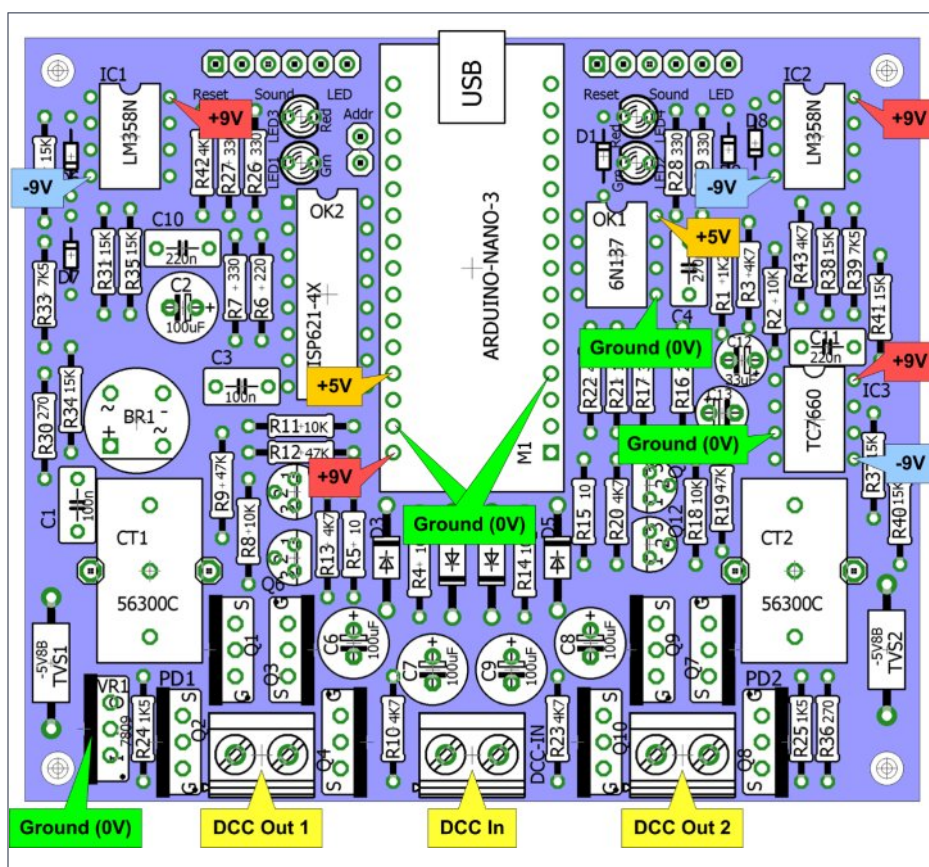 IC1
USB
IC2
Reset Sound LED
Reset Sound LED
LM358N
+9V
LED3
Red
Addr
LED1
Grn
R42 4K
R27 330
R26 330
D1
Red
LED4
Grn
R28 330
D8
LM358N
+9V
15K
-9V
-9V
OK2
OK1
6N137
+5V
C10
220n
R31 15K
R35 15K
R33 7K5
D7
C2
100uF
R7 330
R6 220
ISP621-4X
ARDUINO-NANO-3
C4
R1 1K2
R3 4K7
R2 10K
R43 4K7
R38 15K
R39 7K5
R41 15K
Ground (0V)
C12
33uF
C11
220n
C3
100n
+5V
R30 270
R34 15K
BR1
~
~
-
R22
R21
R17
R16
+9V
IC3
TC7660
Ground (0V)
-9V
R11 10K
R12 47K
+9V
M1
Ground (0V)
R9 47K
R8 10K
R13 4K7
R5 10
D3
R4
R14 10
D5
R15 10
R20 4K7
Q12
R18 10K
R19 47K
R37 15K
R40 15K
C1
100n
CT1
56300C
CT2
56300C
Q6
-5V8B
TVS1
S
G
Q1
G
S
Q3
C6
100uF
C7
100uF
C9
100uF
C8
100uF
S
G
Q9
G
S
Q7
-5V8B
TVS2
VR1
7809
R24 1K5
PD1
S
G
Q2
Q4
G
S
R10 4K7
DCC-IN
R23 4K7
S
G
Q10
PD2
Q8
G
S
R25 1K5
R36 270
Ground (0V)
DCC Out 1
DCC In
DCC Out 2